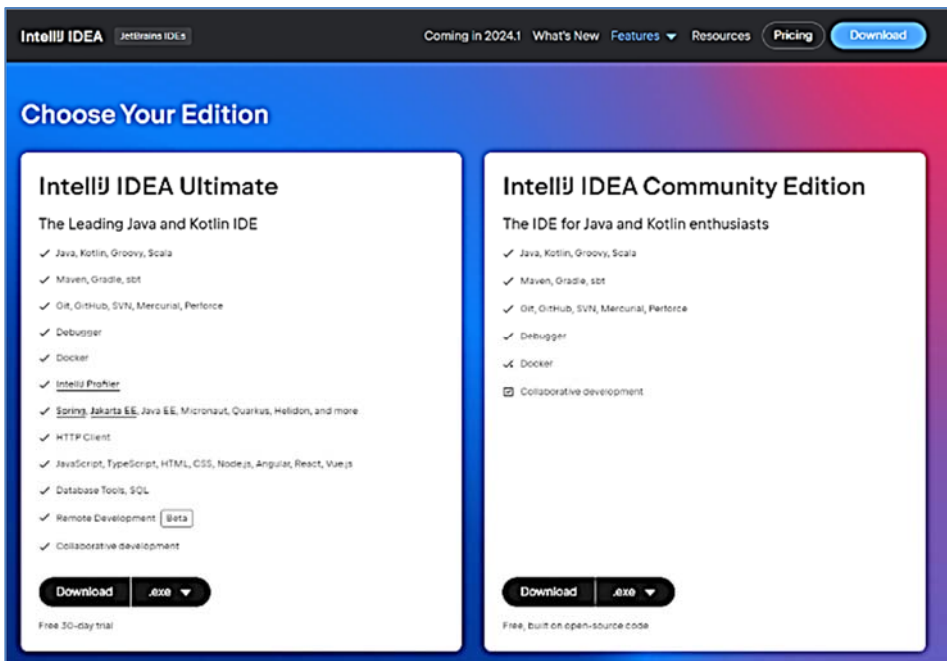 IntelliJ IDEA JetBrains IDEs Coming in 2024.1 What's New Features Resources Pricing Download
Choose Your Edition
IntelliJ IDEA Ultimate
The Leading Java and Kotlin IDE
Java, Kotlin, Groovy, Scala
Maven, Gradle, sbt
Git, GitHub, SVN, Mercurial, Perforce
Debugger
Docker
IntelliJ Profiler
Spring, Jakarta EE, Java EE, Micronaut, Quarkus, Helidon, and more
HTTP Client
JavaScript, TypeScript, HTML, CSS, Node.js, Angular, React, Vue.js
Database Tools, SQL
Remote Development Beta
Collaborative development
Download .exe
Free 30-day trial
IntelliJ IDEA Community Edition
The IDE for Java and Kotlin enthusiasts
Java, Kotlin, Groovy, Scala
Maven, Gradle, sbt
Git, GitHub, SVN, Mercurial, Perforce
Debugger
Docker
Collaborative development
Download .exe
Free, built on open-source code